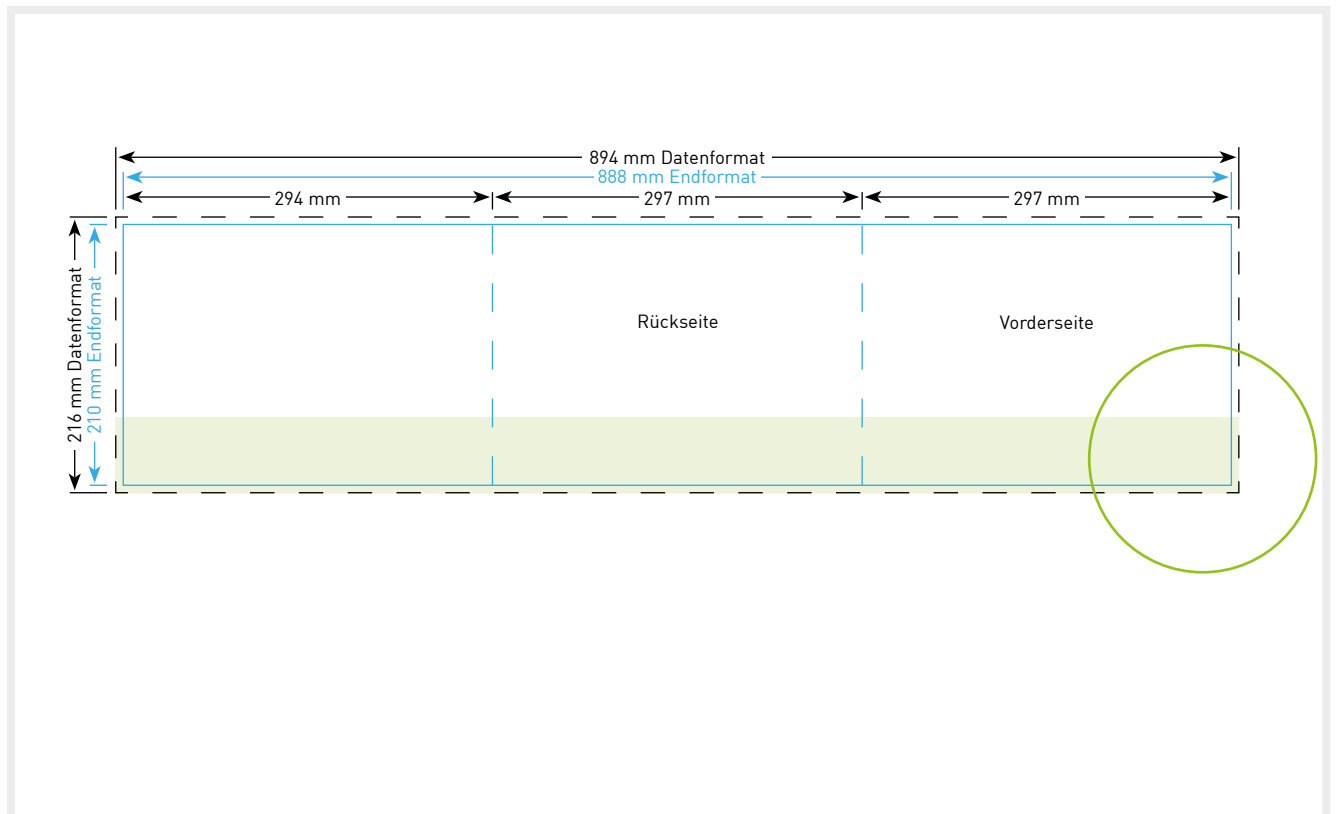 894 mm Datenformat
888 mm Endformat
294 mm
297 mm
297 mm
216 mm Datenformat
210 mm Endformat
Rückseite
Vorderseite